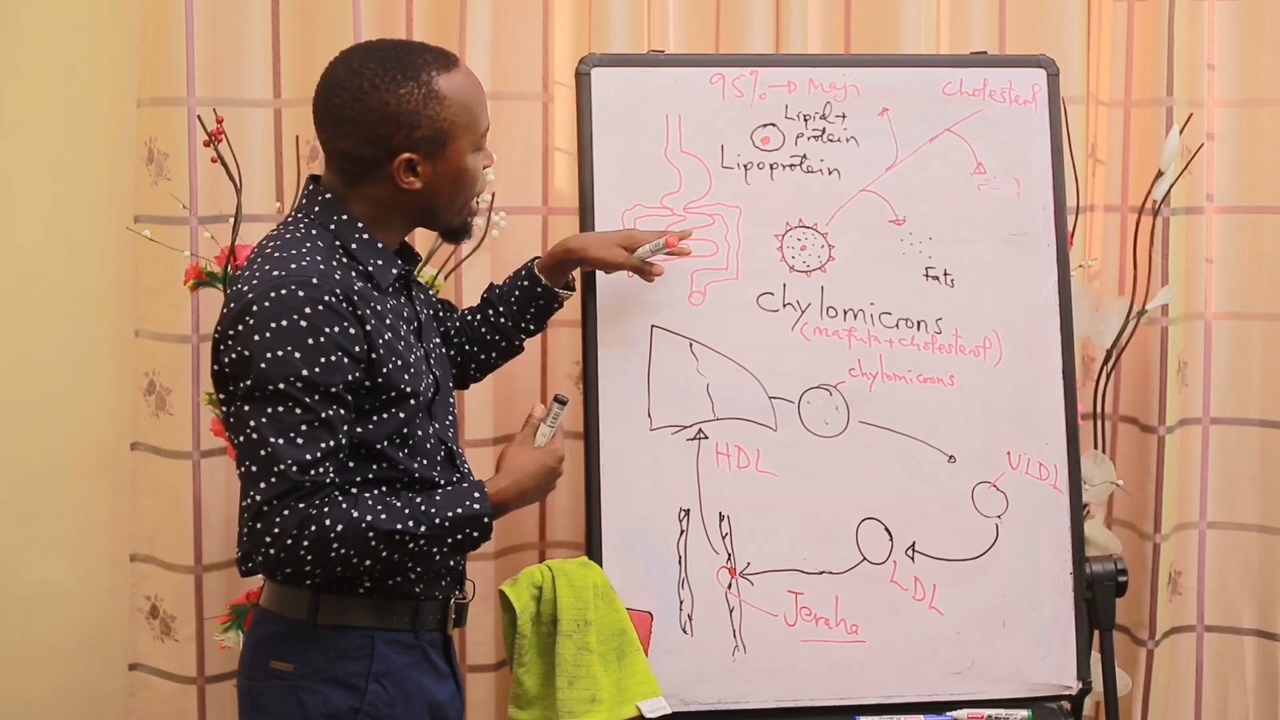 95% → Maji
cholesterol
Lipid +
protein
Lipoprotein
Fats
chylomicrons
(mafuta + cholesterol)
chylomicrons
HDL
VLDL
LDL
Jeraha